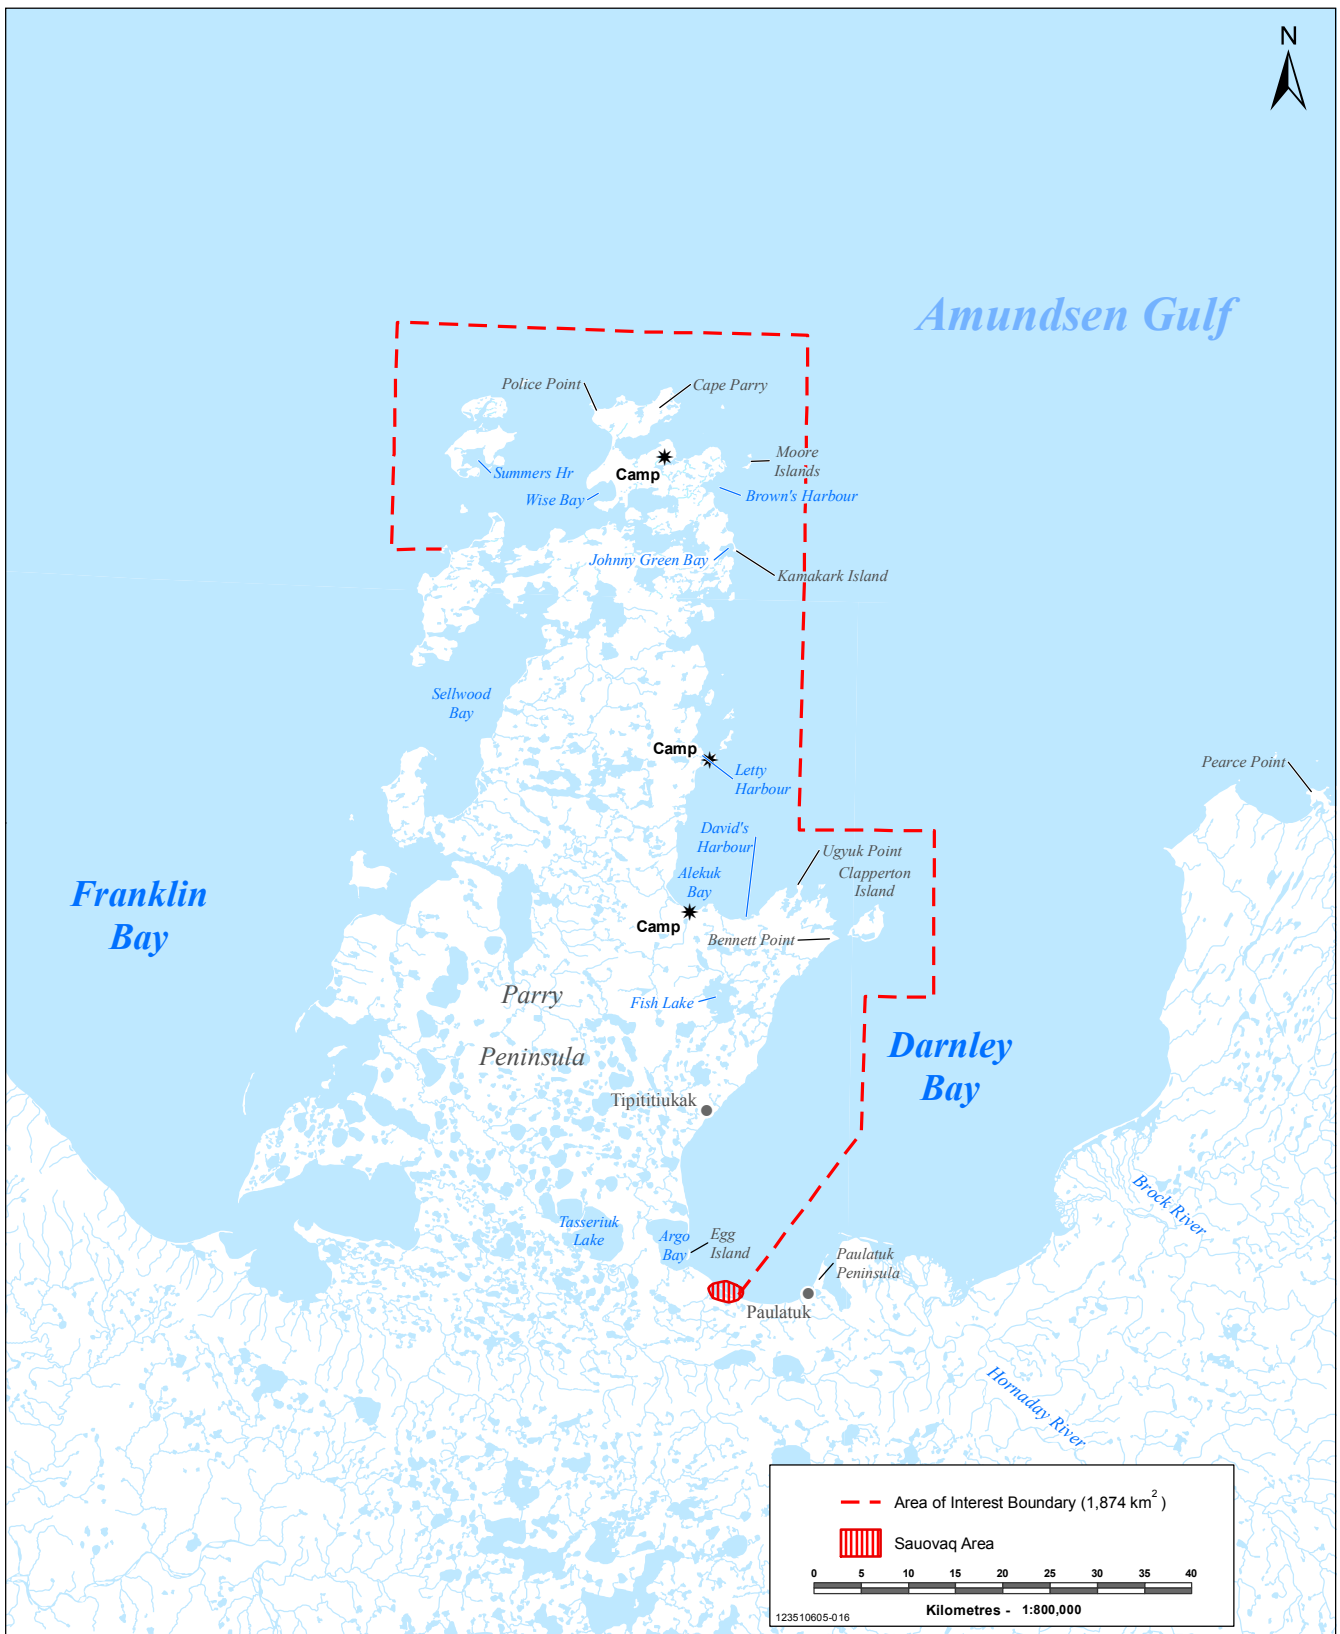 N
Amundsen Gulf
Police Point
Cape Parry
Moore
Islands
Camp
Summers Hr
Wise Bay
Brown's Harbour
Johnny Green Bay
Kamakark Island
Sellwood
Bay
Camp
Letty
Harbour
Pearce Point
David's
Harbour
Ugyuk Point
Clapperton
Island
Alekuk
Bay
Franklin
Bay
Camp
Bennett Point
Parry
Peninsula
Fish Lake
Darnley
Bay
Tipititiukak
Brock River
Tasseriuk
Lake
Argo
Bay
Egg
Island
Paulatuk
Peninsula
Paulatuk
Hornaday River
Area of Interest Boundary (1,874 km²)
Sauovaq Area
0 5 10 15 20 25 30 35 40
Kilometres - 1:800,000
123510605-016